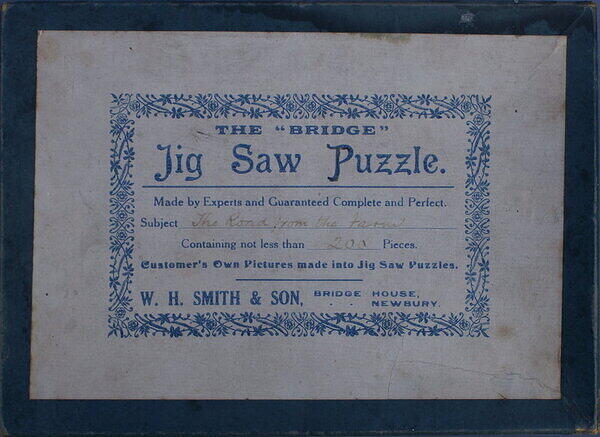 THE "BRIDGE"
Jig Saw Puzzle.
Made by Experts and Guaranteed Complete and Perfect.
Subject The Road from the farm
Containing not less than 200 Pieces.
Customer's Own Pictures made into Jig Saw Puzzles.
W. H. SMITH & SON, BRIDGE HOUSE,
NEWBURY.